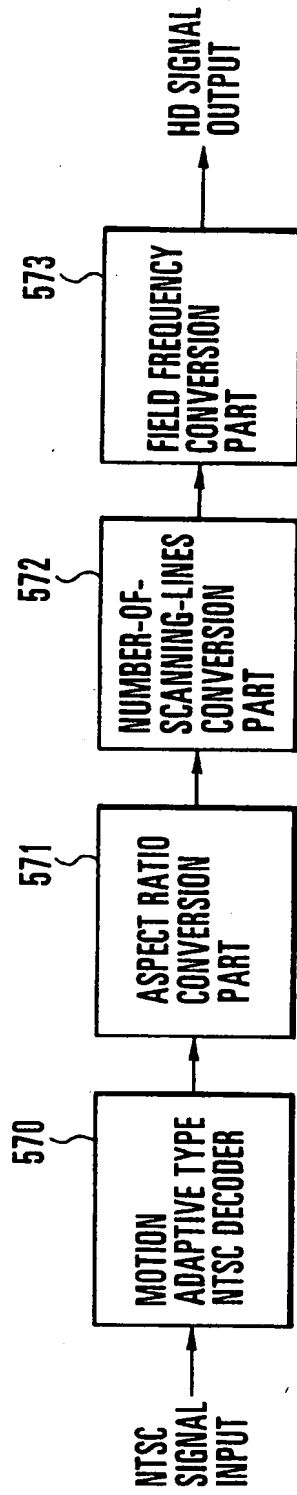 NTSC
SIGNAL
INPUT
570
MOTION
ADAPTIVE TYPE
NTSC DECODER
571
ASPECT RATIO
CONVERSION
PART
572
NUMBER-OF-
SCANNING-LINES
CONVERSION
PART
573
FIELD FREQUENCY
CONVERSION
PART
HD SIGNAL
OUTPUT